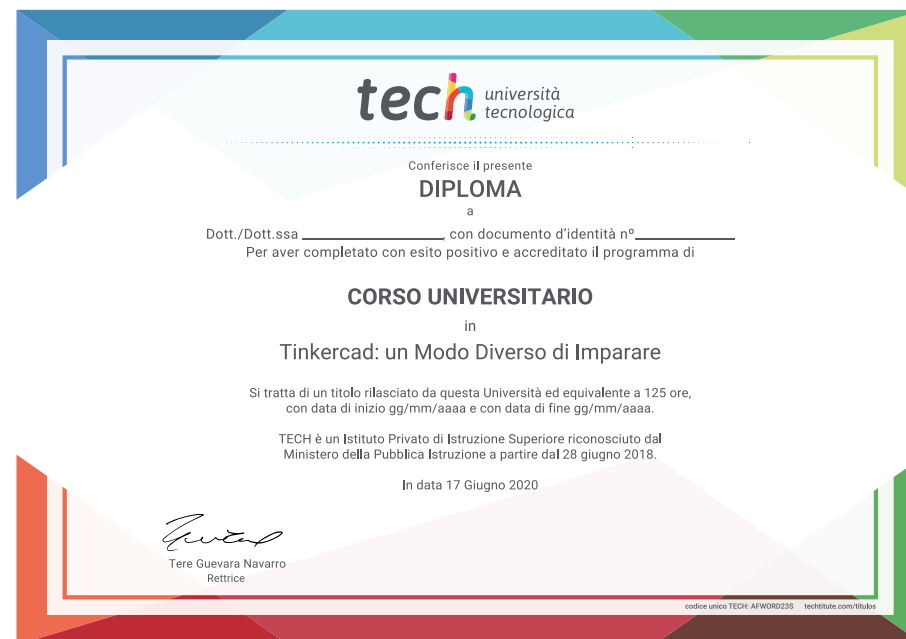 tech università
tecnologica
Conferisce il presente
DIPLOMA
a
Dott./Dott.ssa ________________, con documento d'identità nº____________
Per aver completato con esito positivo e accreditato il programma di
CORSO UNIVERSITARIO
in
Tinkercad: un Modo Diverso di Imparare
Si tratta di un titolo rilasciato da questa Università ed equivalente a 125 ore,
con data di inizio gg/mm/aaaa e con data di fine gg/mm/aaaa.
TECH è un Istituto Privato di Istruzione Superiore riconosciuto dal
Ministero della Pubblica Istruzione a partire dal 28 giugno 2018.
In data 17 Giugno 2020
Tere Guevara Navarro
Rettrice
codice unico TECH: AFWORD23S techtitute.com/títulos